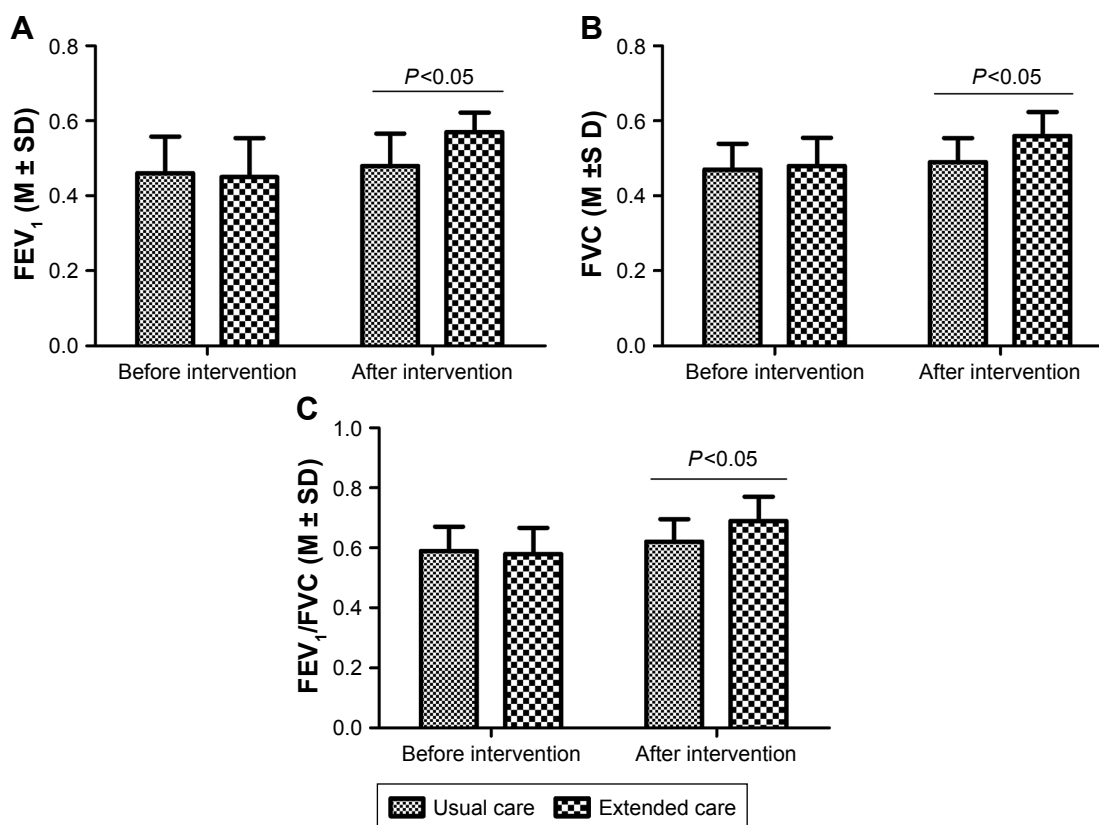 A
FEV₁ (M ± SD)
0.8
0.6
0.4
0.2
0.0
P<0.05
Before intervention
After intervention
B
FVC (M ±S D)
0.8
0.6
0.4
0.2
0.0
P<0.05
Before intervention
After intervention
C
FEV₁/FVC (M ± SD)
1.0
0.8
0.6
0.4
0.2
0.0
P<0.05
Before intervention
After intervention
Usual care
Extended care